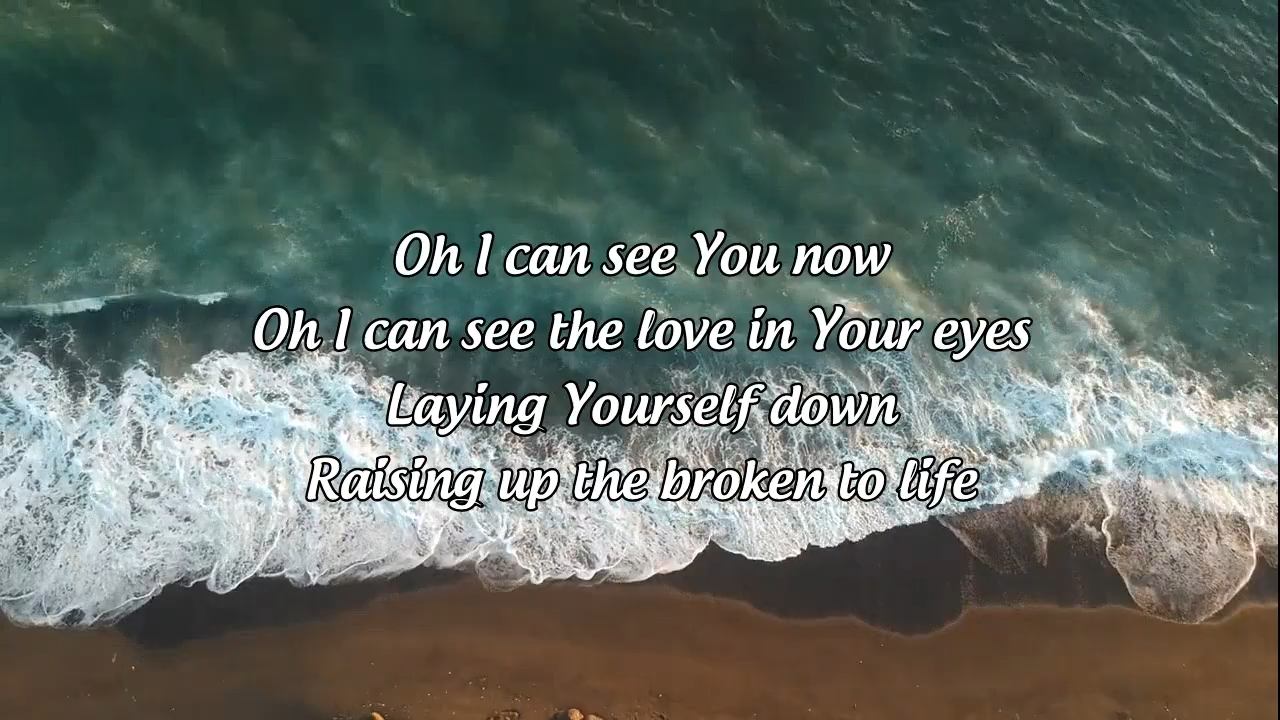 Oh I can see You now
Oh I can see the love in Your eyes
Laying Yourself down
Raising up the broken to life